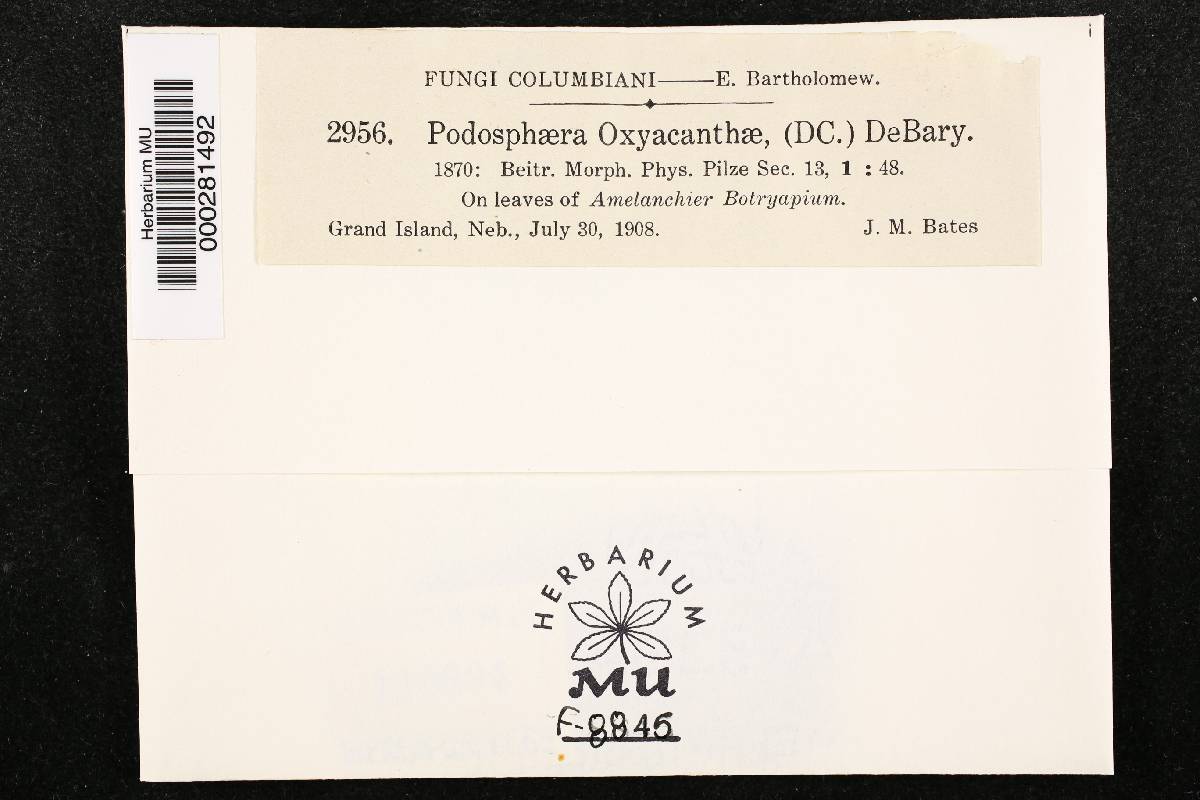 Herbarium MU
000281492
FUNGI COLUMBIANI——E. Bartholomew.
2956. Podosphæra Oxyacanthæ, (DC.) DeBary.
1870: Beitr. Morph. Phys. Pilze Sec. 13, 1 : 48.
On leaves of Amelanchier Botryapium.
Grand Island, Neb., July 30, 1908. J. M. Bates
HERBARIUM
MU
F-8845